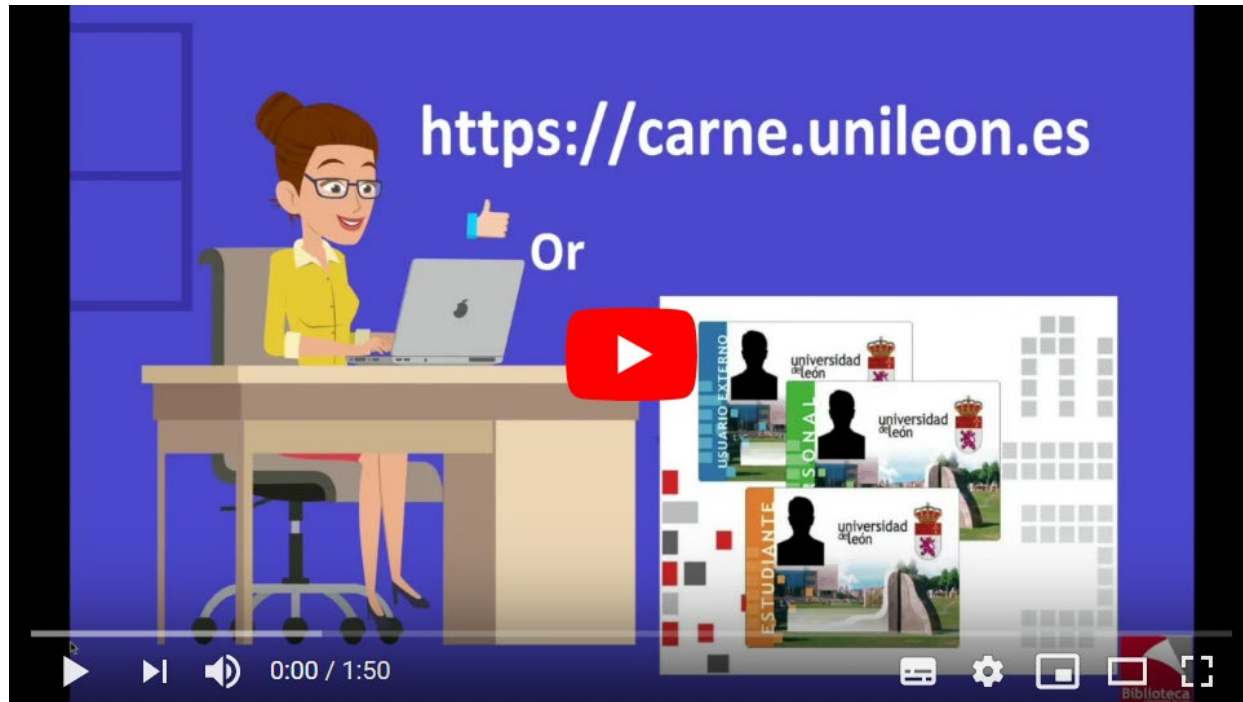 https://carne.unileon.es
Or
USUARIO EXTERNO
universidad
de león
universidad
de león
ESTUDIANTE
universidad
de león
0:00 / 1:50
Biblioteca